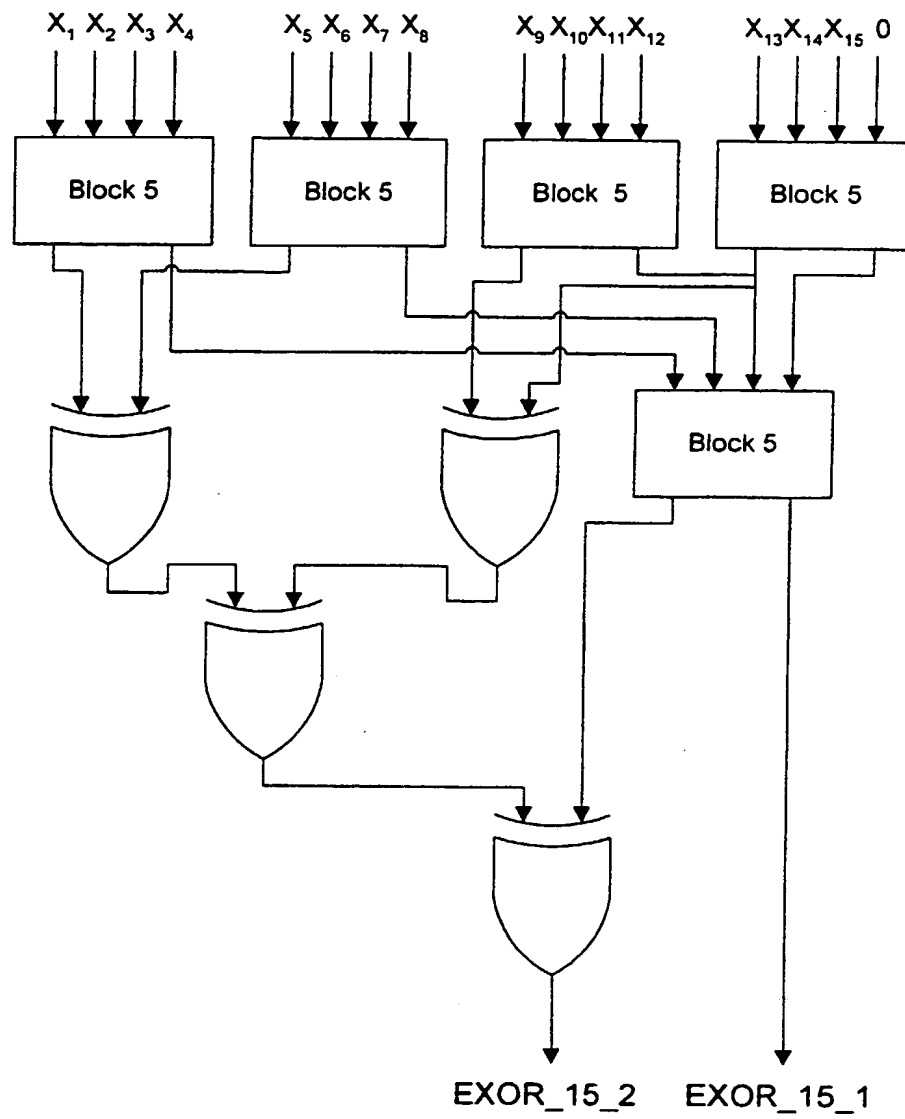 X₁ X₂ X₃ X₄ X₅ X₆ X₇ X₈ X₉ X₁₀ X₁₁ X₁₂ X₁₃ X₁₄ X₁₅ 0
Block 5 Block 5 Block 5 Block 5
Block 5
EXOR_15_2 EXOR_15_1